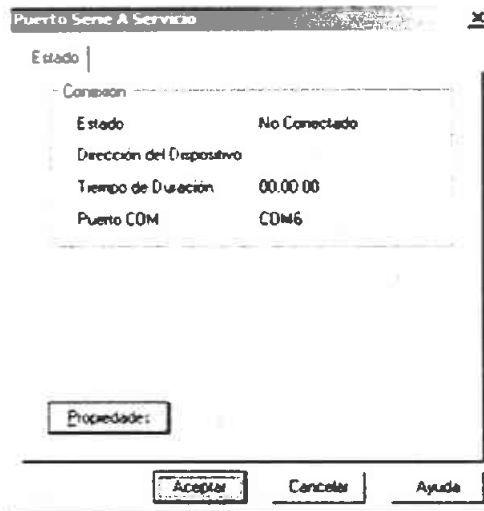 Puerto Serie A Servicio
Estado
Conexión
Estado No Conectado
Dirección del Dispositivo
Tiempo de Duración 00:00:00
Puerto COM COM6
Propiedades
Aceptar Cancelar Ayuda